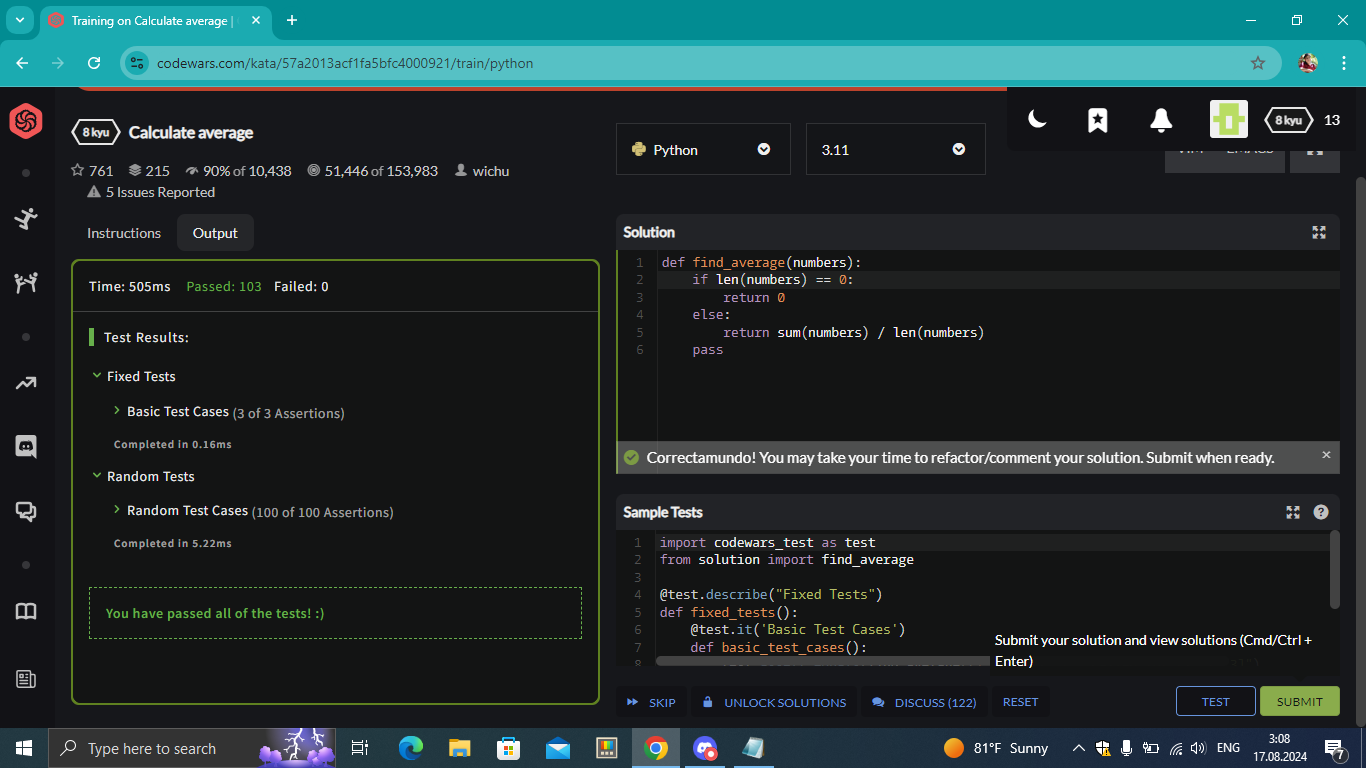 Training on Calculate average |
codewars.com/kata/57a2013acf1fa5bfc4000921/train/python
8 kyu
Calculate average
761
215
90% of 10,438
51,446 of 153,983
wichu
5 Issues Reported
Python
3.11
8 kyu
13
Instructions
Output
Time: 505ms Passed: 103 Failed: 0
Test Results:
Fixed Tests
Basic Test Cases (3 of 3 Assertions)
Completed in 0.16ms
Random Tests
Random Test Cases (100 of 100 Assertions)
Completed in 5.22ms
You have passed all of the tests! :)
Solution
1 def find_average(numbers):
2 if len(numbers) == 0:
3 return 0
4 else:
5 return sum(numbers) / len(numbers)
6 pass
Correctamundo! You may take your time to refactor/comment your solution. Submit when ready.
Sample Tests
1 import codewars_test as test
2 from solution import find_average
3
4 @test.describe("Fixed Tests")
5 def fixed_tests():
6 @test.it('Basic Test Cases')
7 def basic_test_cases():
8
Submit your solution and view solutions (Cmd/Ctrl +
Enter)
SKIP
UNLOCK SOLUTIONS
DISCUSS (122)
RESET
TEST
SUBMIT
Type here to search
81°F Sunny
ENG
3:08
17.08.2024
7